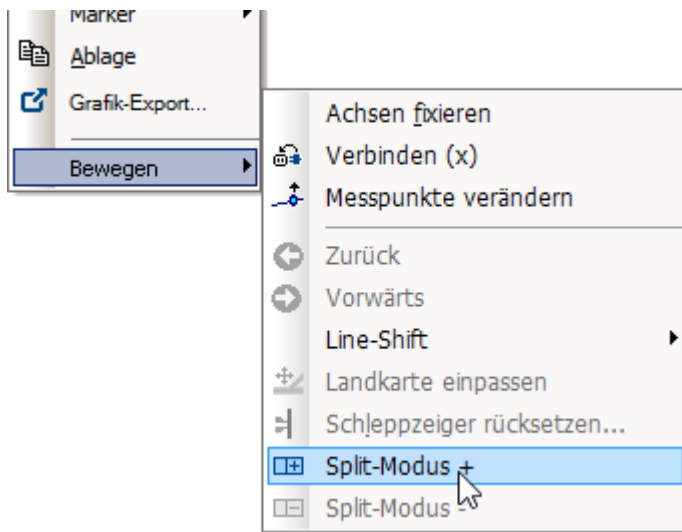 Marker
Ablage
Grafik-Export...
Bewegen
Achsen fixieren
Verbinden (x)
Messpunkte verändern
Zurück
Vorwärts
Line-Shift
Landkarte einpassen
Schleppzeiger rücksetzen...
Split-Modus +
Split-Modus -